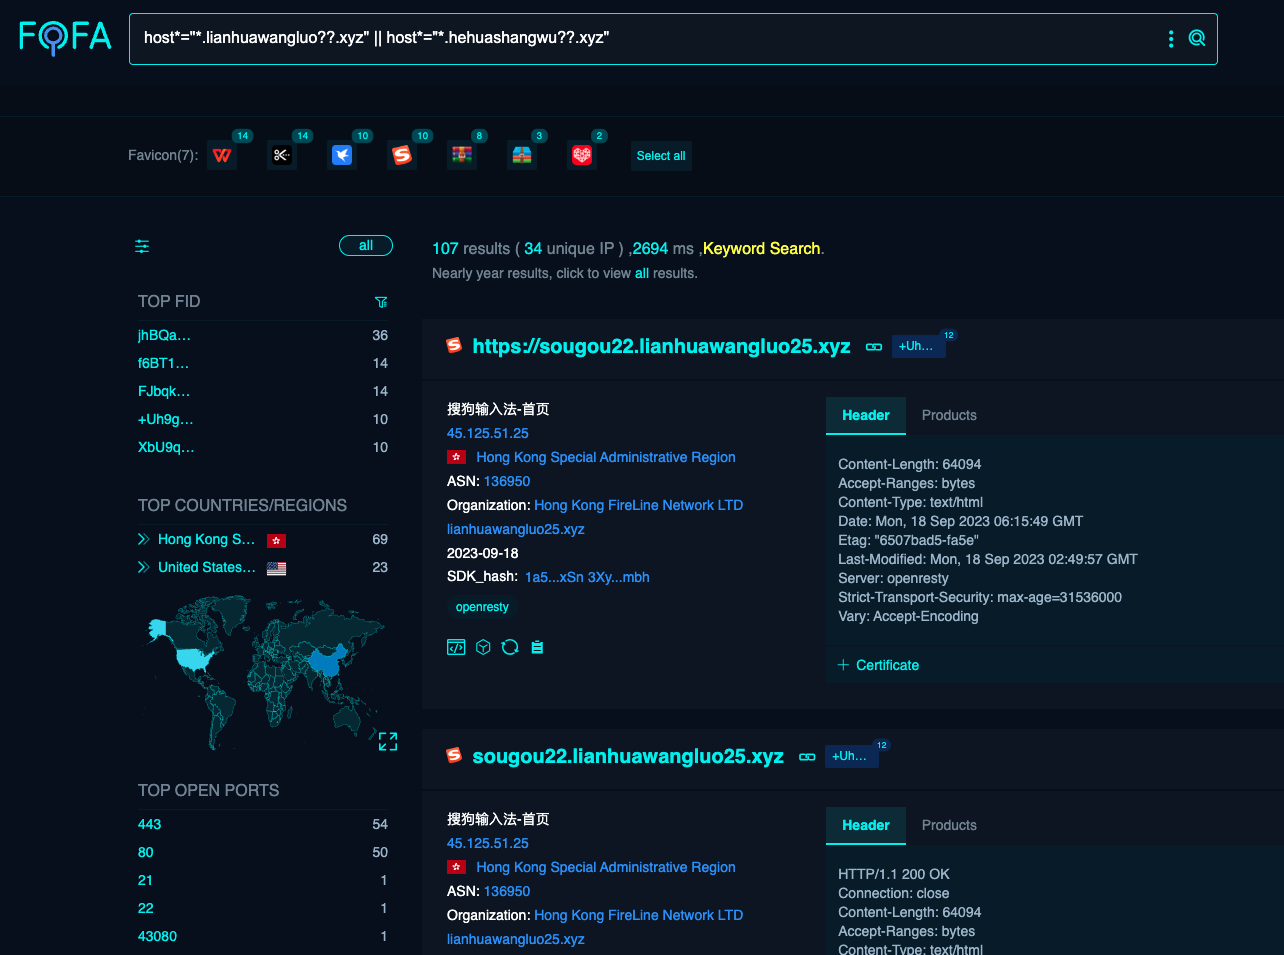 FOFA
host*="*.lianhuawangluo??.xyz" || host*="*.hehuashangwu??.xyz"
Favicon(7): 14 14 10 10 8 3 2 Select all
all
107 results ( 34 unique IP ) ,2694 ms ,Keyword Search.
Nearly year results, click to view all results.
TOP FID
jhBQa... 36
f6BT1... 14
FJbqk... 14
+Uh9g... 10
XbU9q... 10
TOP COUNTRIES/REGIONS
Hong Kong S... 69
United States... 23
TOP OPEN PORTS
443 54
80 50
21 1
22 1
43080 1
https://sougou22.lianhuawangluo25.xyz +Uh... 12
搜狗输入法-首页
45.125.51.25
Hong Kong Special Administrative Region
ASN: 136950
Organization: Hong Kong FireLine Network LTD
lianhuawangluo25.xyz
2023-09-18
SDK_hash: 1a5...xSn 3Xy...mbh
openresty
Header Products
Content-Length: 64094
Accept-Ranges: bytes
Content-Type: text/html
Date: Mon, 18 Sep 2023 06:15:49 GMT
Etag: "6507bad5-fa5e"
Last-Modified: Mon, 18 Sep 2023 02:49:57 GMT
Server: openresty
Strict-Transport-Security: max-age=31536000
Vary: Accept-Encoding
+ Certificate
sougou22.lianhuawangluo25.xyz +Uh... 12
搜狗输入法-首页
45.125.51.25
Hong Kong Special Administrative Region
ASN: 136950
Organization: Hong Kong FireLine Network LTD
lianhuawangluo25.xyz
Header Products
HTTP/1.1 200 OK
Connection: close
Content-Length: 64094
Accept-Ranges: bytes
Content-Type: text/html